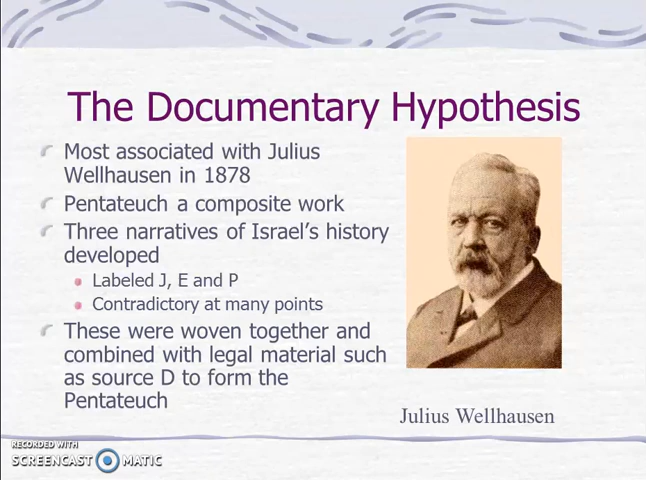 The Documentary Hypothesis
Most associated with Julius
Wellhausen in 1878
Pentateuch a composite work
Three narratives of Israel's history
developed
Labeled J, E and P
Contradictory at many points
These were woven together and
combined with legal material such
as source D to form the
Pentateuch
Julius Wellhausen
RECORDED WITH
SCREENCAST MATIC